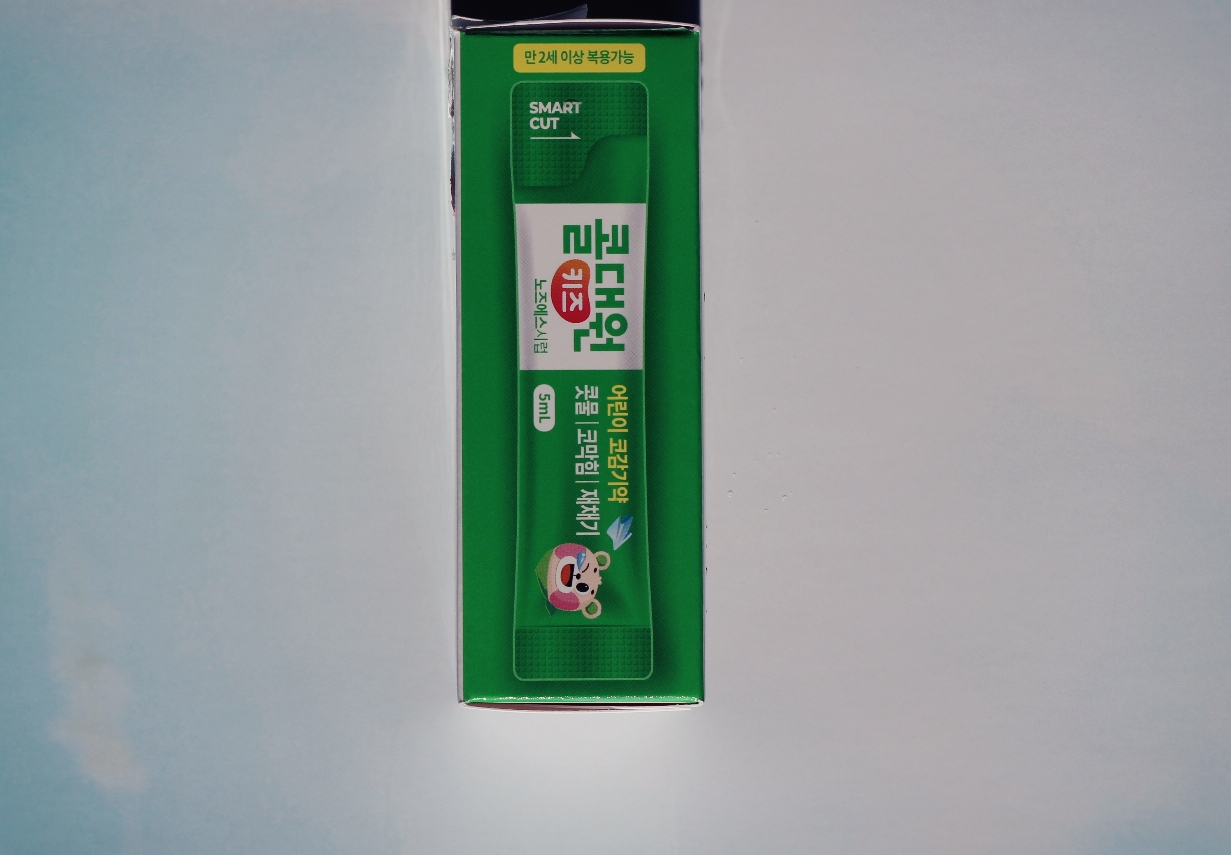 만 2세 이상 복용가능
SMART
CUT
콜대원
키즈
노즈에스시럽
어린이 코감기약
콧물 | 코막힘 | 재채기
5mL